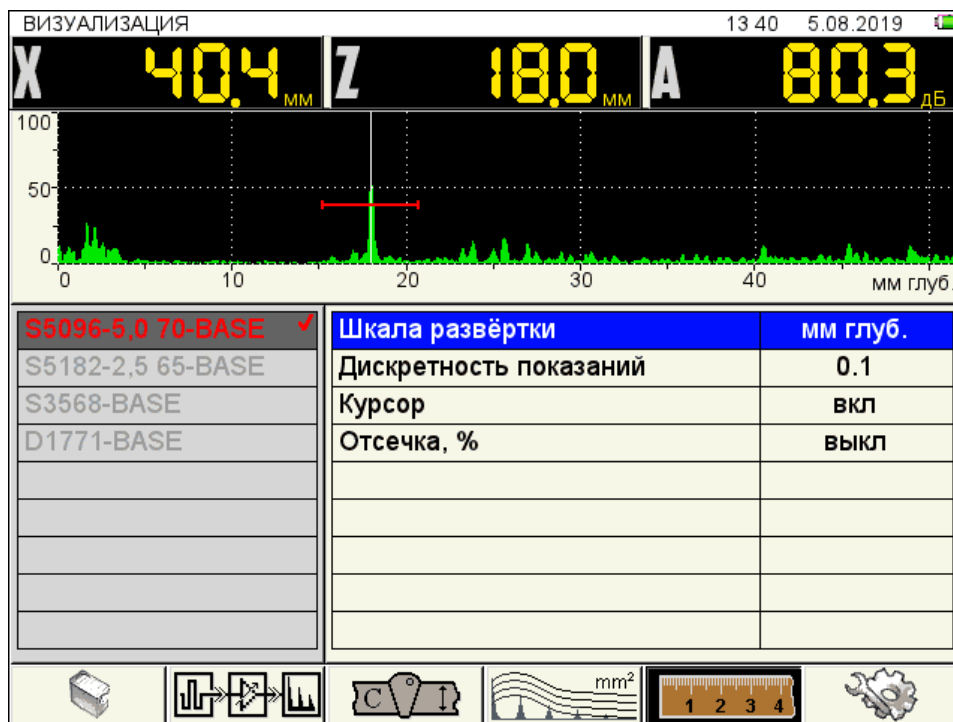 ВИЗУАЛИЗАЦИЯ 13 40 5.08.2019
X 40.4 мм Z 18.0 мм A 80.3 дБ
100
50
0
0 10 20 30 40 мм глуб.
S5096-5,0 70-BASE Шкала развёртки мм глуб.
S5182-2,5 65-BASE Дискретность показаний 0.1
S3568-BASE Курсор вкл
D1771-BASE Отсечка, % выкл
C mm² 1 2 3 4